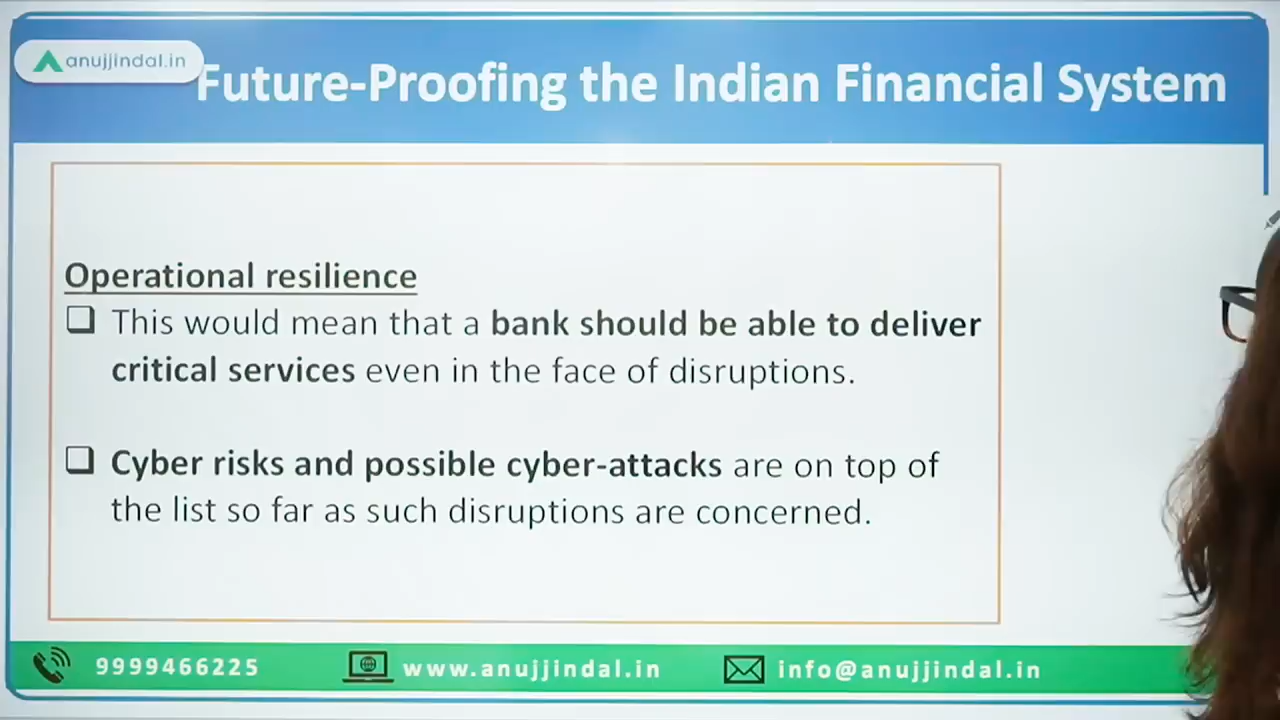 anujjindal.in
Future-Proofing the Indian Financial System
Operational resilience
This would mean that a bank should be able to deliver
critical services even in the face of disruptions.
Cyber risks and possible cyber-attacks are on top of
the list so far as such disruptions are concerned.
9999466225 www.anujjindal.in info@anujjindal.in